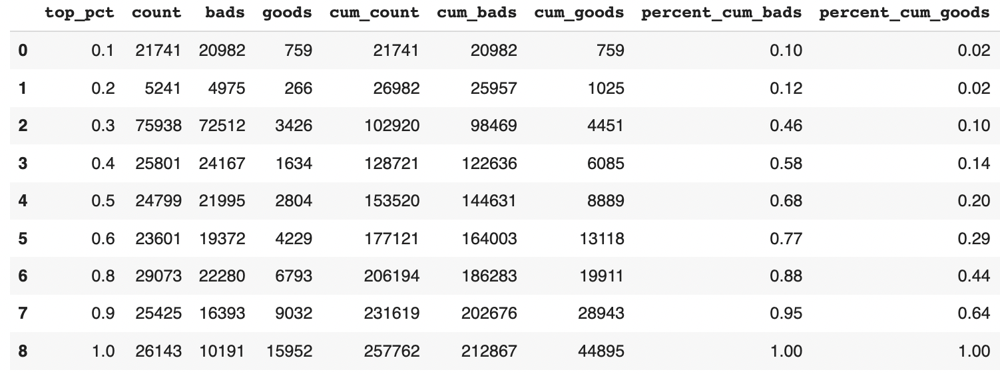 top_pct count bads goods cum_count cum_bads cum_goods percent_cum_bads percent_cum_goods
0 0.1 21741 20982 759 21741 20982 759 0.10 0.02
1 0.2 5241 4975 266 26982 25957 1025 0.12 0.02
2 0.3 75938 72512 3426 102920 98469 4451 0.46 0.10
3 0.4 25801 24167 1634 128721 122636 6085 0.58 0.14
4 0.5 24799 21995 2804 153520 144631 8889 0.68 0.20
5 0.6 23601 19372 4229 177121 164003 13118 0.77 0.29
6 0.8 29073 22280 6793 206194 186283 19911 0.88 0.44
7 0.9 25425 16393 9032 231619 202676 28943 0.95 0.64
8 1.0 26143 10191 15952 257762 212867 44895 1.00 1.00